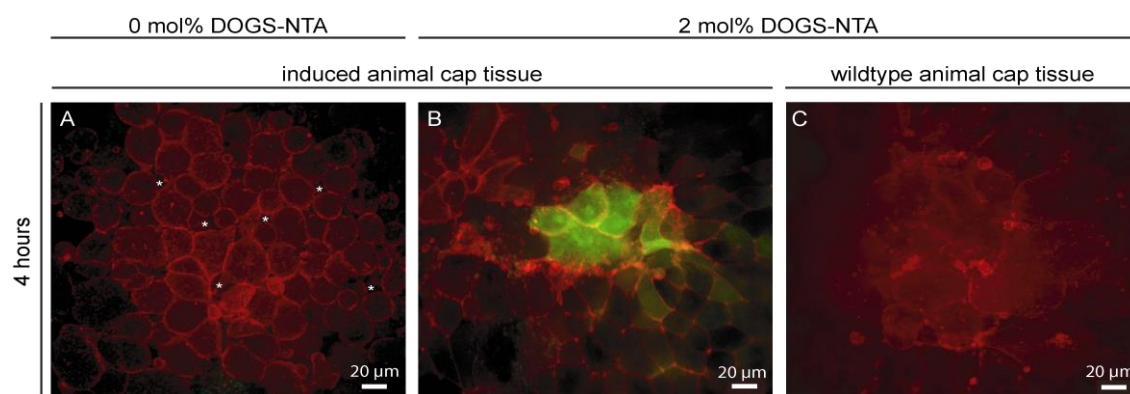 0 mol% DOGS-NTA
2 mol% DOGS-NTA
induced animal cap tissue
wildtype animal cap tissue
4 hours
A
B
C
* * * * * *
20 µm
20 µm
20 µm